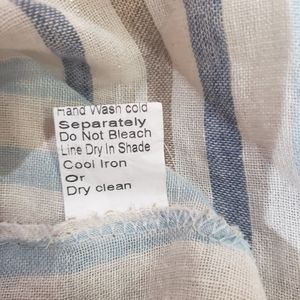 Hand Wash cold
Separately
Do Not Bleach
Line Dry In Shade
Cool Iron
Or
Dry clean